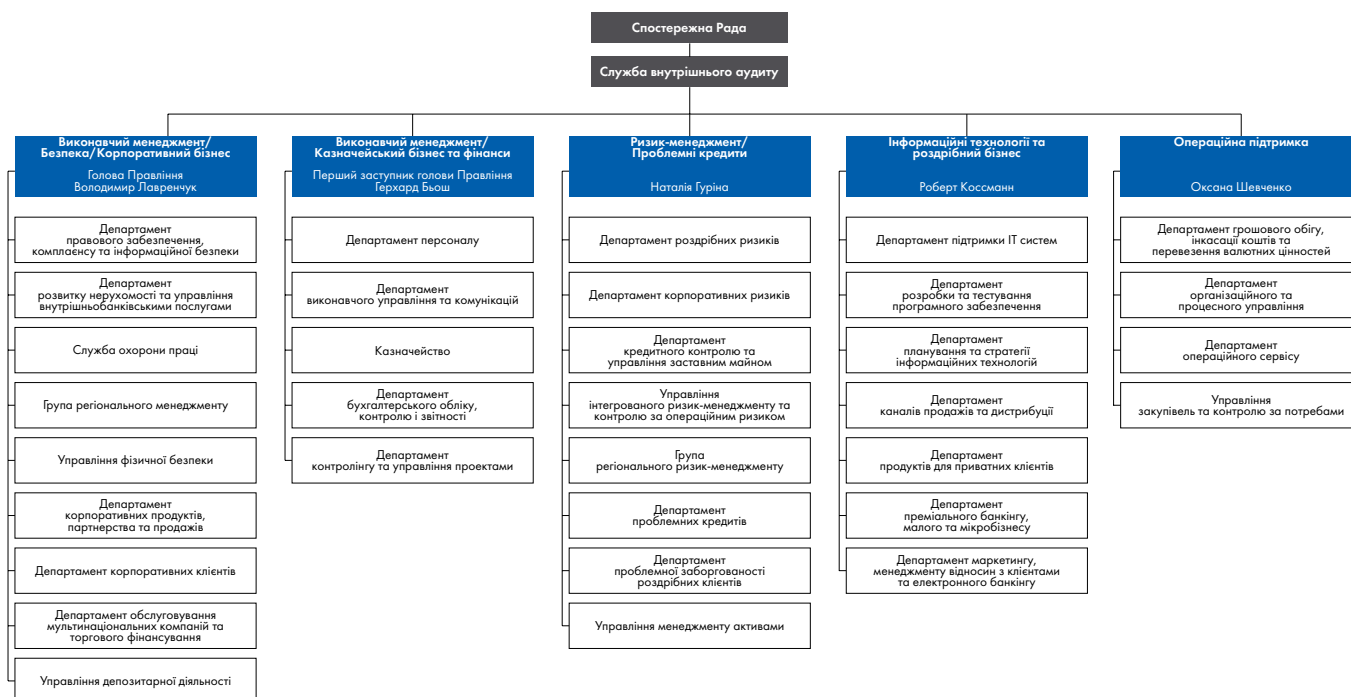 Спостережна Рада
Служба внутрішнього аудиту
Виконавчий менеджмент/
Безпека/Корпоративний бізнес
Голова Правління
Володимир Лавренчук
Департамент
правового забезпечення,
комплаєнсу та інформаційної безпеки
Департамент
розвитку нерухомості та управління
внутрішньобанківськими послугами
Служба охорони праці
Група регіонального менеджменту
Управління фізичної безпеки
Департамент
корпоративних продуктів,
партнерства та продажів
Департамент корпоративних клієнтів
Департамент обслуговування
мультинаціональних компаній та
торгового фінансування
Управління депозитарної діяльності
Виконавчий менеджмент/
Казначейський бізнес та фінанси
Перший заступник голови Правління
Герхард Бьош
Департамент персоналу
Департамент
виконавчого управління та комунікацій
Казначейство
Департамент
бухгалтерського обліку,
контролю і звітності
Департамент
контролінгу та управління проектами
Ризик-менеджмент/
Проблемні кредити
Наталія Гуріна
Департамент роздрібних ризиків
Департамент корпоративних ризиків
Департамент
кредитного контролю та
управління заставним майном
Управління
інтегрованого ризик-менеджменту та
контролю за операційним ризиком
Група
регіонального ризик-менеджменту
Департамент
проблемних кредитів
Департамент
проблемної заборгованості
роздрібних клієнтів
Управління менеджменту активами
Інформаційні технології та
роздрібний бізнес
Роберт Коссманн
Департамент підтримки ІТ систем
Департамент
розробки та тестування
програмного забезпечення
Департамент
планування та стратегії
інформаційних технологій
Департамент
каналів продажів та дистрибуції
Департамент
продуктів для приватних клієнтів
Департамент
преміального банкінгу,
малого та мікробізнесу
Департамент маркетингу,
менеджменту відносин з клієнтами
та електронного банкінгу
Операційна підтримка
Оксана Шевченко
Департамент грошового обігу,
інкасації коштів та
перевезення валютних цінностей
Департамент
організаційного та
процесного управління
Департамент
операційного сервісу
Управління
закупівель та контролю за потребами